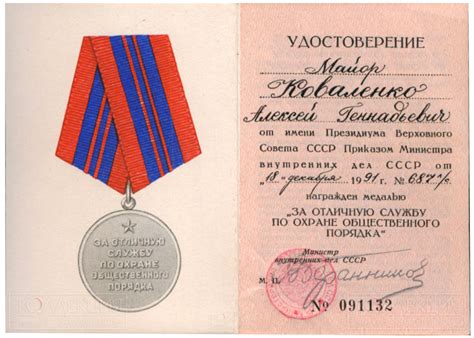 ЗА ОТЛИЧНУЮ
СЛУЖБУ
ПО ОХРАНЕ
ОБЩЕСТВЕННОГО
ПОРЯДКА
УДОСТОВЕРЕНИЕ
Майор
Коваленко
Алексей Геннадьевич
от имени Президиума Верховного
Совета СССР Приказом Министра
внутренних дел СССР от
„18" декабря 1991 г. № 687 л/с
награжден медалью
„ЗА ОТЛИЧНУЮ СЛУЖБУ
ПО ОХРАНЕ ОБЩЕСТВЕННОГО
ПОРЯДКА"
Министр
внутренних дел СССР
М. П.
№ 091132